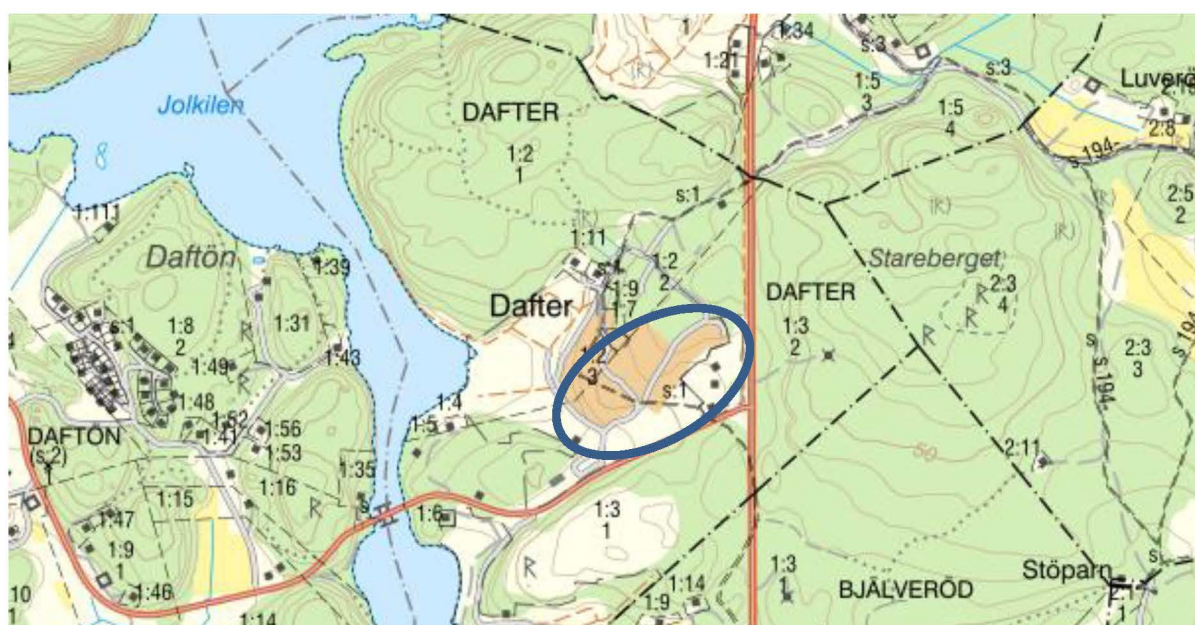 1:34
1
s:3
1:21
(R)
s:3
Luverö
1:5
3
1:5
4
2:8
s 194-
Jolkilen
DAFTER
1:2
1
s:1
2:5
2
(R)
(R)
(R)
1:111
1:11
Daftön
1:39
Stareberget
1:2
2
2:3
4
R
R
DAFTER
1:9
1:7
Dafter
1:31
s:1
1:8
2
R
1:3
2
R
1:43
1:2
3
2:3
3
s 194-
s 194-
1:49
R
s:1
1:48
1:4
1:52
1:5
1:41
1:56
DAFTÖN
(s:2)
1
1:53
50
2:11
1:35
1:16
1:15
R
s
1:6
1:3
1
1:47
1:9
1
R
1:3
1
s:
Stöparn
1:46
1:14
BJÄLVERÖD
2:1
1
1:10
1
1:14
1:9